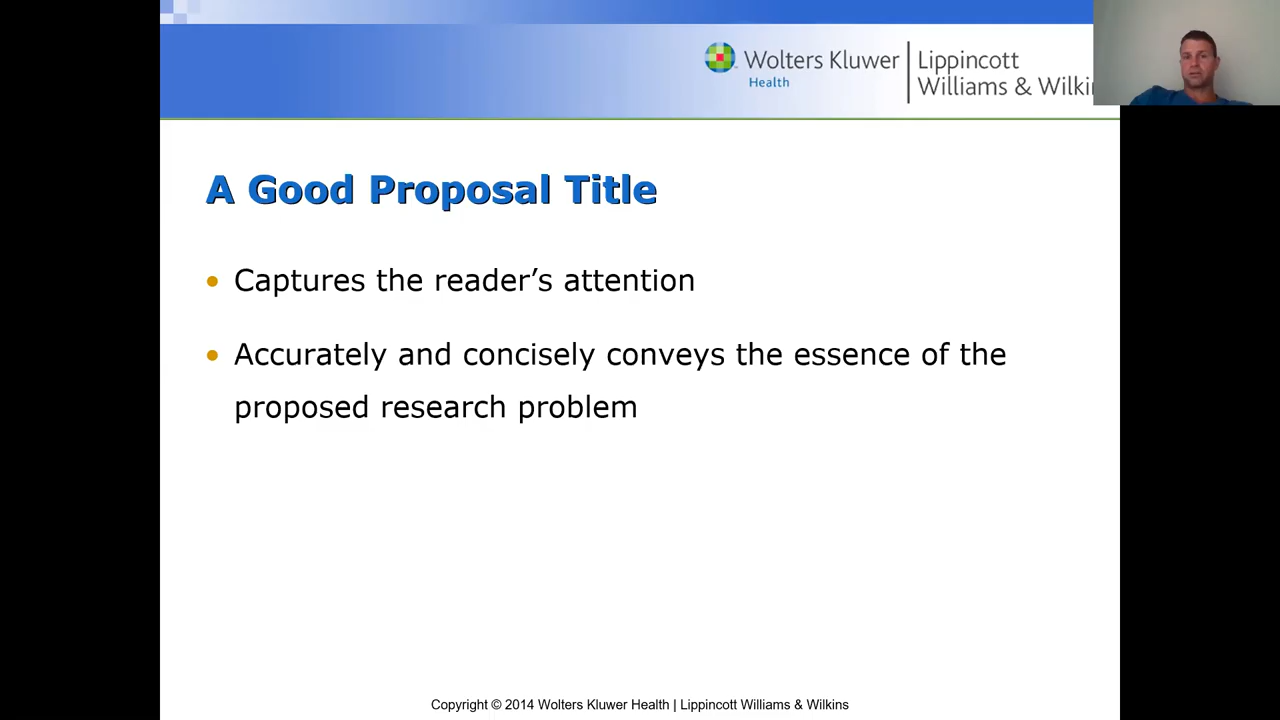 Wolters Kluwer
Health
Lippincott
Williams & Wilki
A Good Proposal Title
• Captures the reader’s attention
• Accurately and concisely conveys the essence of the
proposed research problem
Copyright © 2014 Wolters Kluwer Health | Lippincott Williams & Wilkins